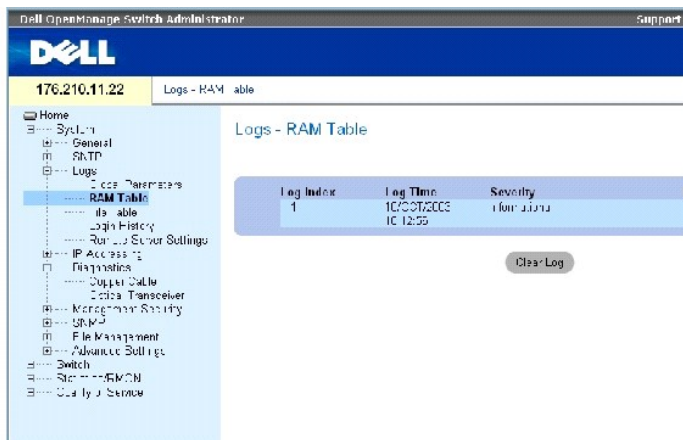 Dell OpenManage Switch Administrator
Support
DELL
176.210.11.22
Logs - RAM Table
Home
System
General
SNTP
Logs
Global Parameters
RAM Table
File Table
Login History
Remote Server Settings
IP Addressing
Diagnostics
Copper Cable
Optical Transceiver
Management Security
SNMP
File Management
Advanced Settings
Switch
Statistics/RMON
Quality of Service
Logs - RAM Table
Log Index Log Time Severity
1 10/OCT/2003 Informational
Clear Log